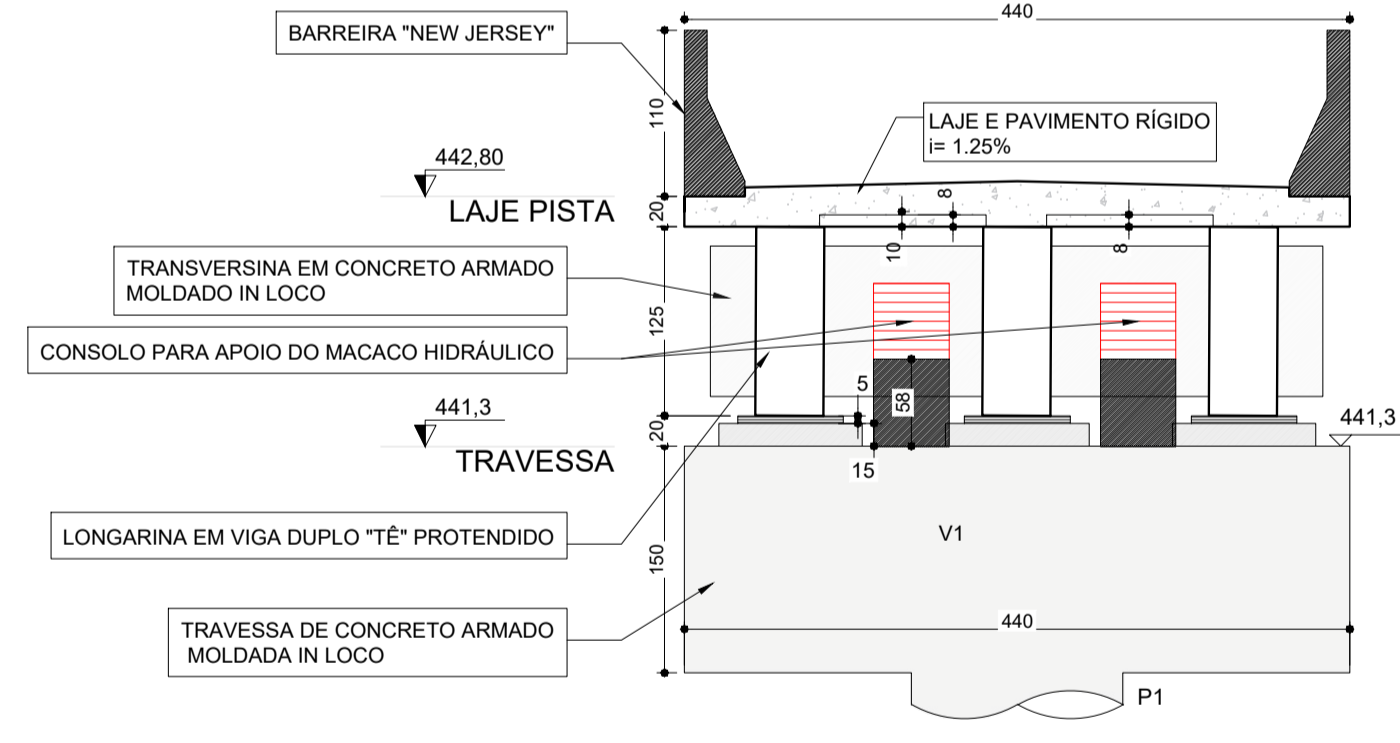 440
BARREIRA "NEW JERSEY"
110
LAJE E PAVIMENTO RÍGIDO
i= 1.25%
442,80
LAJE PISTA
20
8
10
8
TRANSVERSINA EM CONCRETO ARMADO
MOLDADO IN LOCO
125
CONSOLO PARA APOIO DO MACACO HIDRÁULICO
5
58
441,3
20
441,3
TRAVESSA
15
LONGARINA EM VIGA DUPLO "TÊ" PROTENDIDO
V1
150
440
TRAVESSA DE CONCRETO ARMADO
MOLDADA IN LOCO
P1